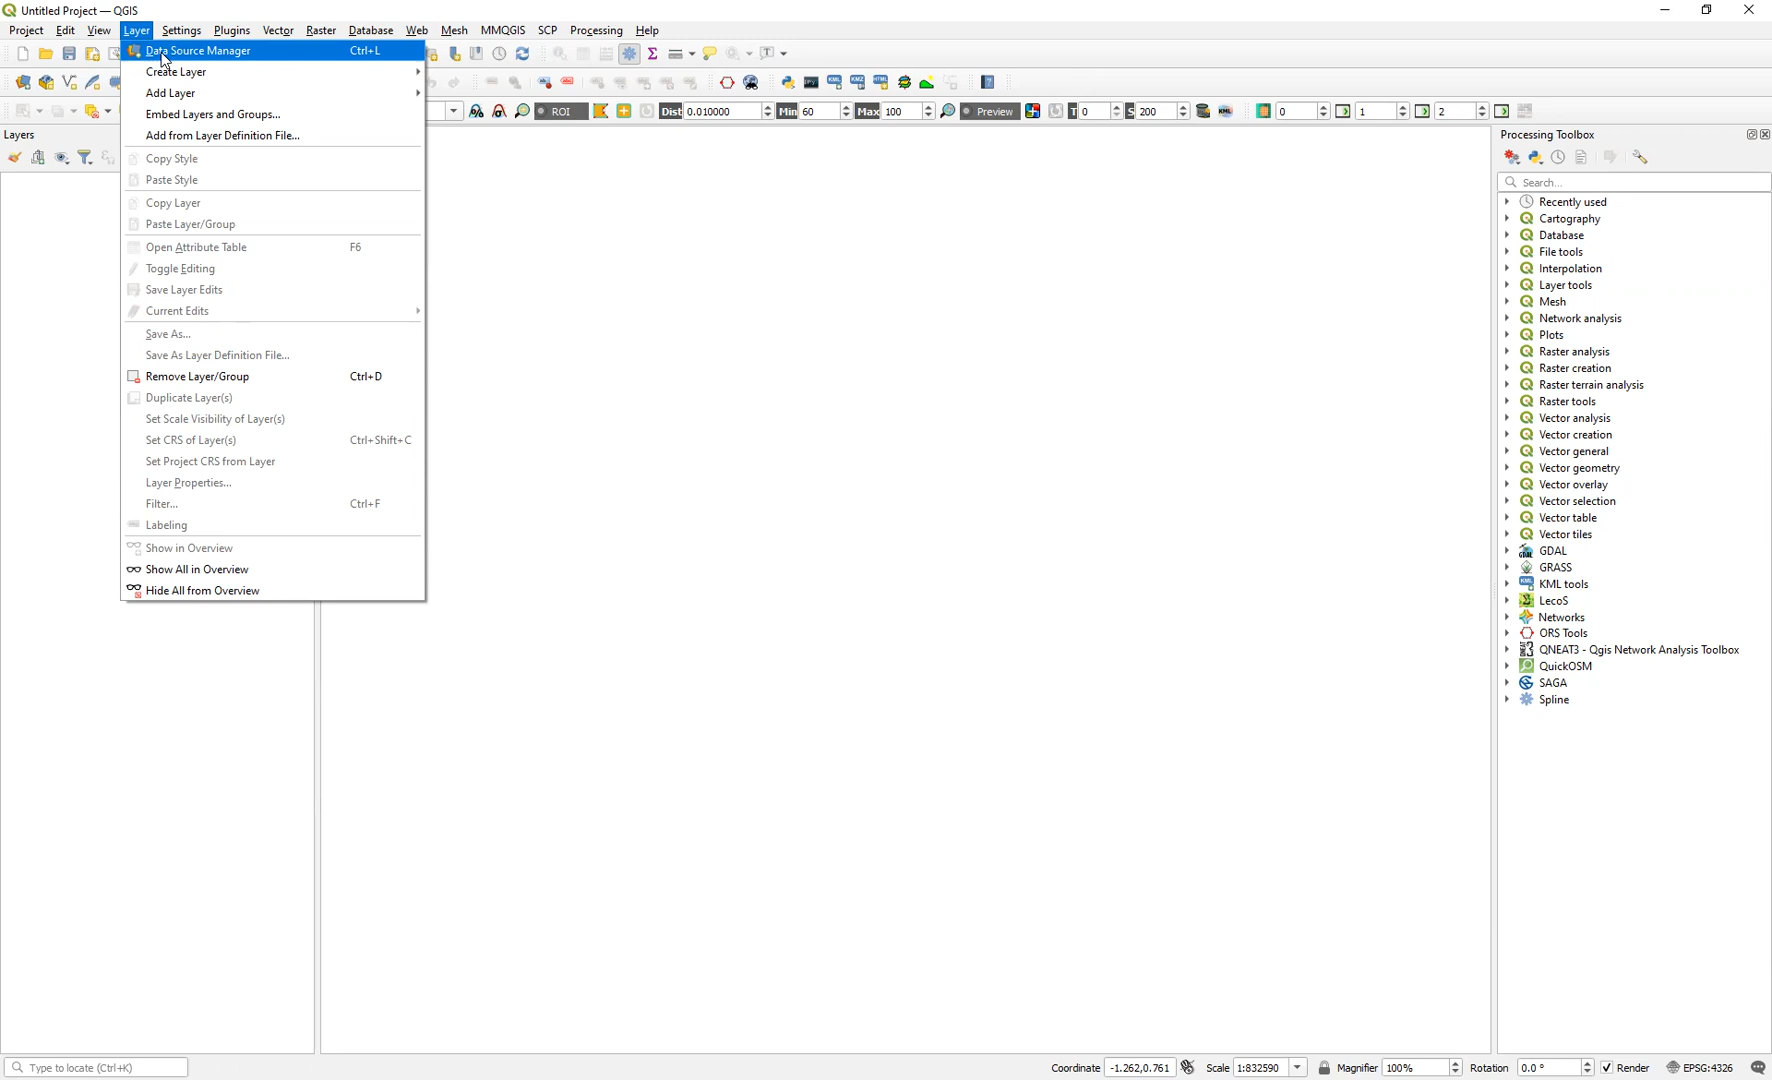 Untitled Project — QGIS
Project Edit View Layer Settings Plugins Vector Raster Database Web Mesh MMQGIS SCP Processing Help
Data Source Manager Ctrl+L
Create Layer
Add Layer
Embed Layers and Groups...
Add from Layer Definition File...
Copy Style
Paste Style
Copy Layer
Paste Layer/Group
Open Attribute Table F6
Toggle Editing
Save Layer Edits
Current Edits
Save As...
Save As Layer Definition File...
Remove Layer/Group Ctrl+D
Duplicate Layer(s)
Set Scale Visibility of Layer(s)
Set CRS of Layer(s) Ctrl+Shift+C
Set Project CRS from Layer
Layer Properties...
Filter... Ctrl+F
Labeling
Show in Overview
Show All in Overview
Hide All from Overview
ROI Dist 0.010000 Min 60 Max 100 Preview T 0 S 200 KML 0 1 2
Layers
Processing Toolbox
Search...
Recently used
Cartography
Database
File tools
Interpolation
Layer tools
Mesh
Network analysis
Plots
Raster analysis
Raster creation
Raster terrain analysis
Raster tools
Vector analysis
Vector creation
Vector general
Vector geometry
Vector overlay
Vector selection
Vector table
Vector tiles
GDAL
GRASS
KML tools
LecoS
Networks
ORS Tools
QNEAT3 - Qgis Network Analysis Toolbox
QuickOSM
SAGA
Spline
Type to locate (Ctrl+K)
Coordinate -1.262,0.761 Scale 1:832590 Magnifier 100% Rotation 0.0 ° Render EPSG:4326